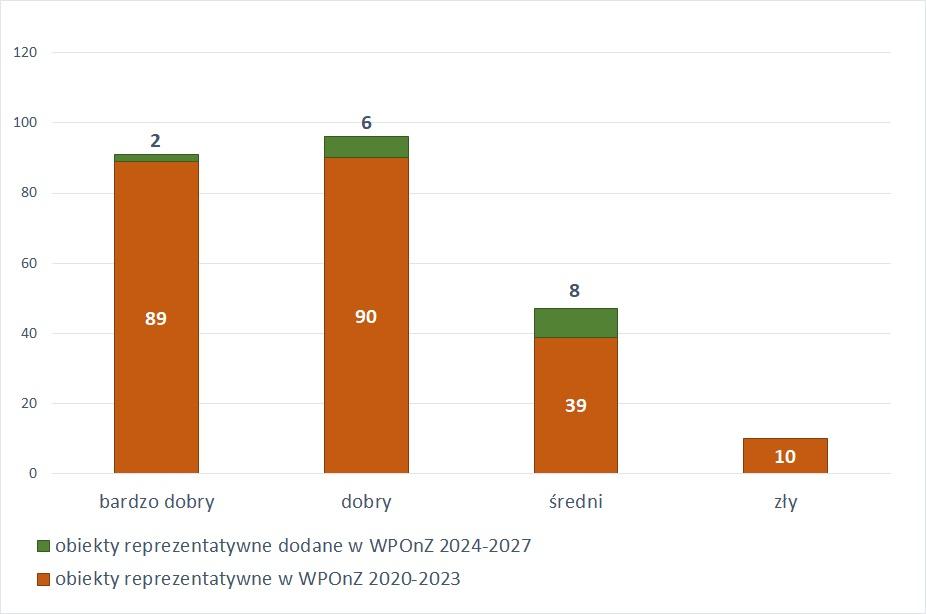 120
100
80
60
40
20
0
2
89
6
90
8
39
10
bardzo dobry
dobry
średni
zły
obiekty reprezentatywne dodane w WPOnZ 2024-2027
obiekty reprezentatywne w WPOnZ 2020-2023